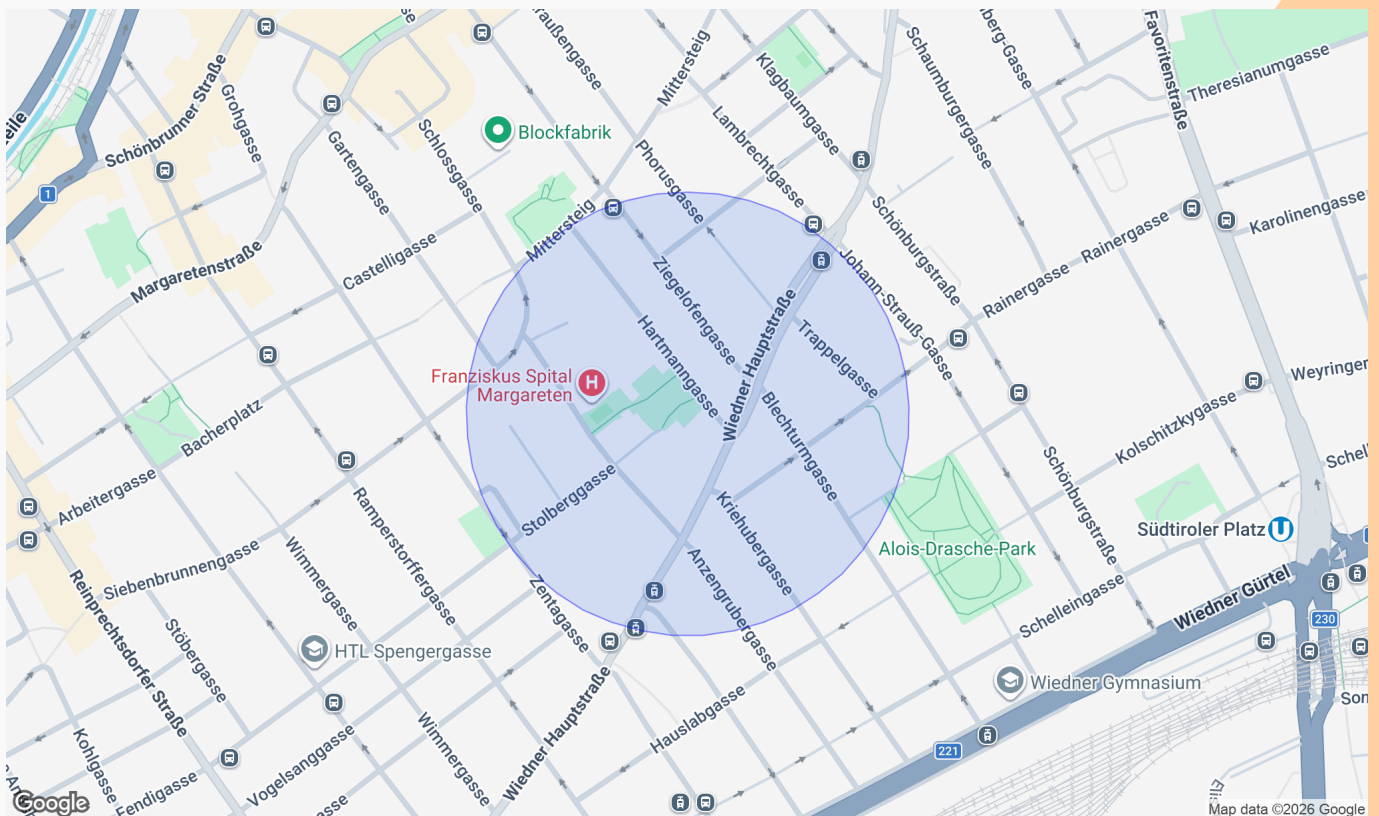 Mittersteig
Favoritenstraße
Schaumburgergasse
Theresianumgasse
Klagbaumgasse
Schönbrunner Straße
Grohgasse
Lambrechtgasse
Schlossgasse
Blockfabrik
Gartengasse
Phorusgasse
1
Karolinengasse
Schönburgstraße
Mittersteig
Rainergasse
Castelligasse
Margaretenstraße
Johann-Strauß-Gasse
Rainergasse
Ziegelofengasse
Wiedner Hauptstraße
Hartmanngasse
Trappelgasse
Franziskus Spital
Margareten
H
Weyringer
Blechturmgasse
Kolschitzkygasse
Bacherplatz
Schönburgstraße
Arbeitergasse
Stolberggasse
Ramperstorffergasse
Kriehubergasse
Südtiroler Platz
U
Alois-Drasche-Park
Siebenbrunnengasse
Wimmergasse
Anzengrubergasse
Zentagasse
Reinprechtsdorfer Straße
Schelleingasse
Wiedner Gürtel
230
Stöbergasse
HTL Spengergasse
Wiedner Gymnasium
Wiedner Hauptstraße
Hauslabgasse
Wimmergasse
221
Kohlgasse
Vogelsanggasse
Fendigasse
Google
Map data ©2026 Google